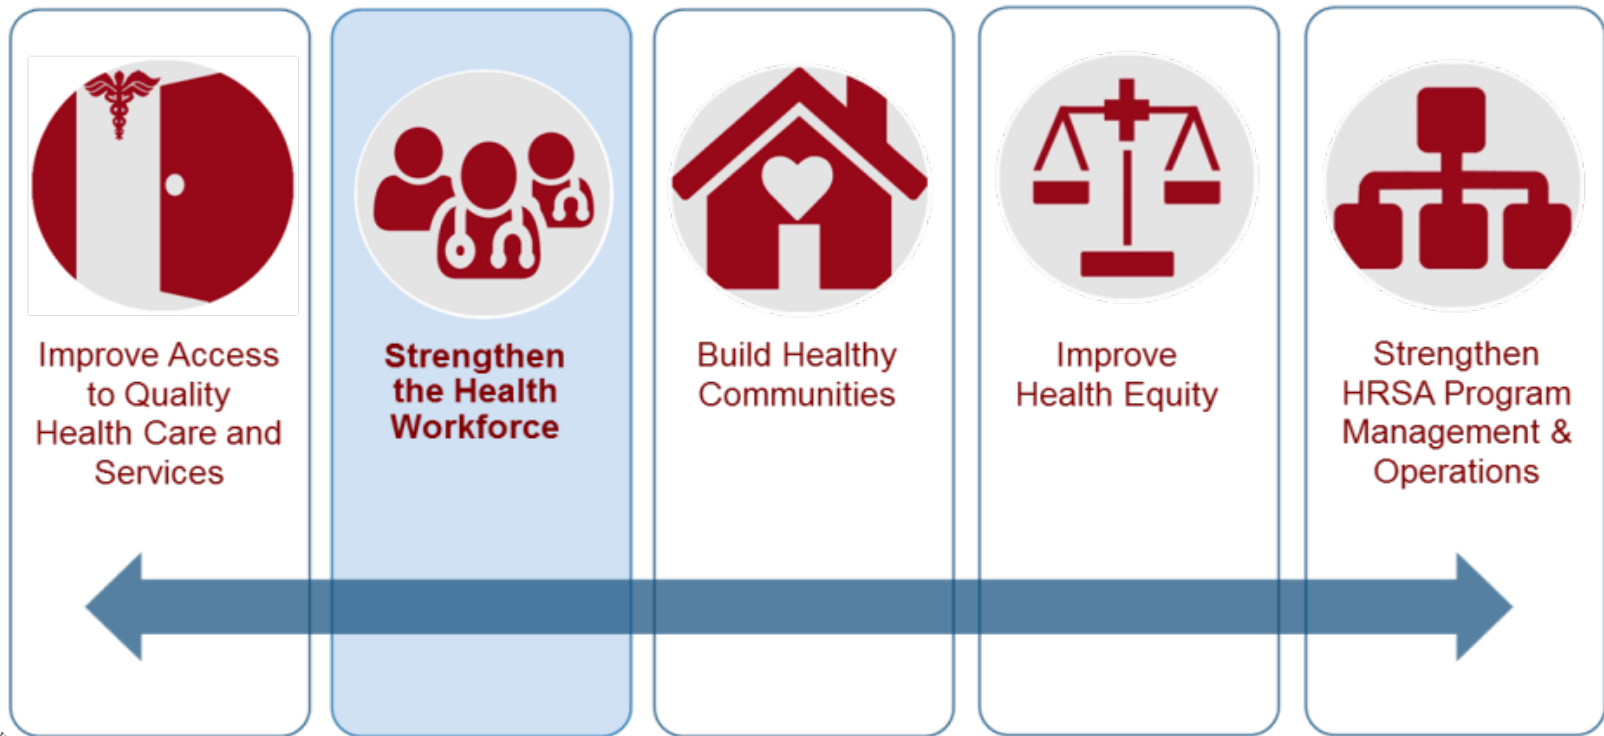 Improve Access
to Quality
Health Care and
Services
Strengthen
the Health
Workforce
Build Healthy
Communities
Improve
Health Equity
Strengthen
HRSA Program
Management &
Operations